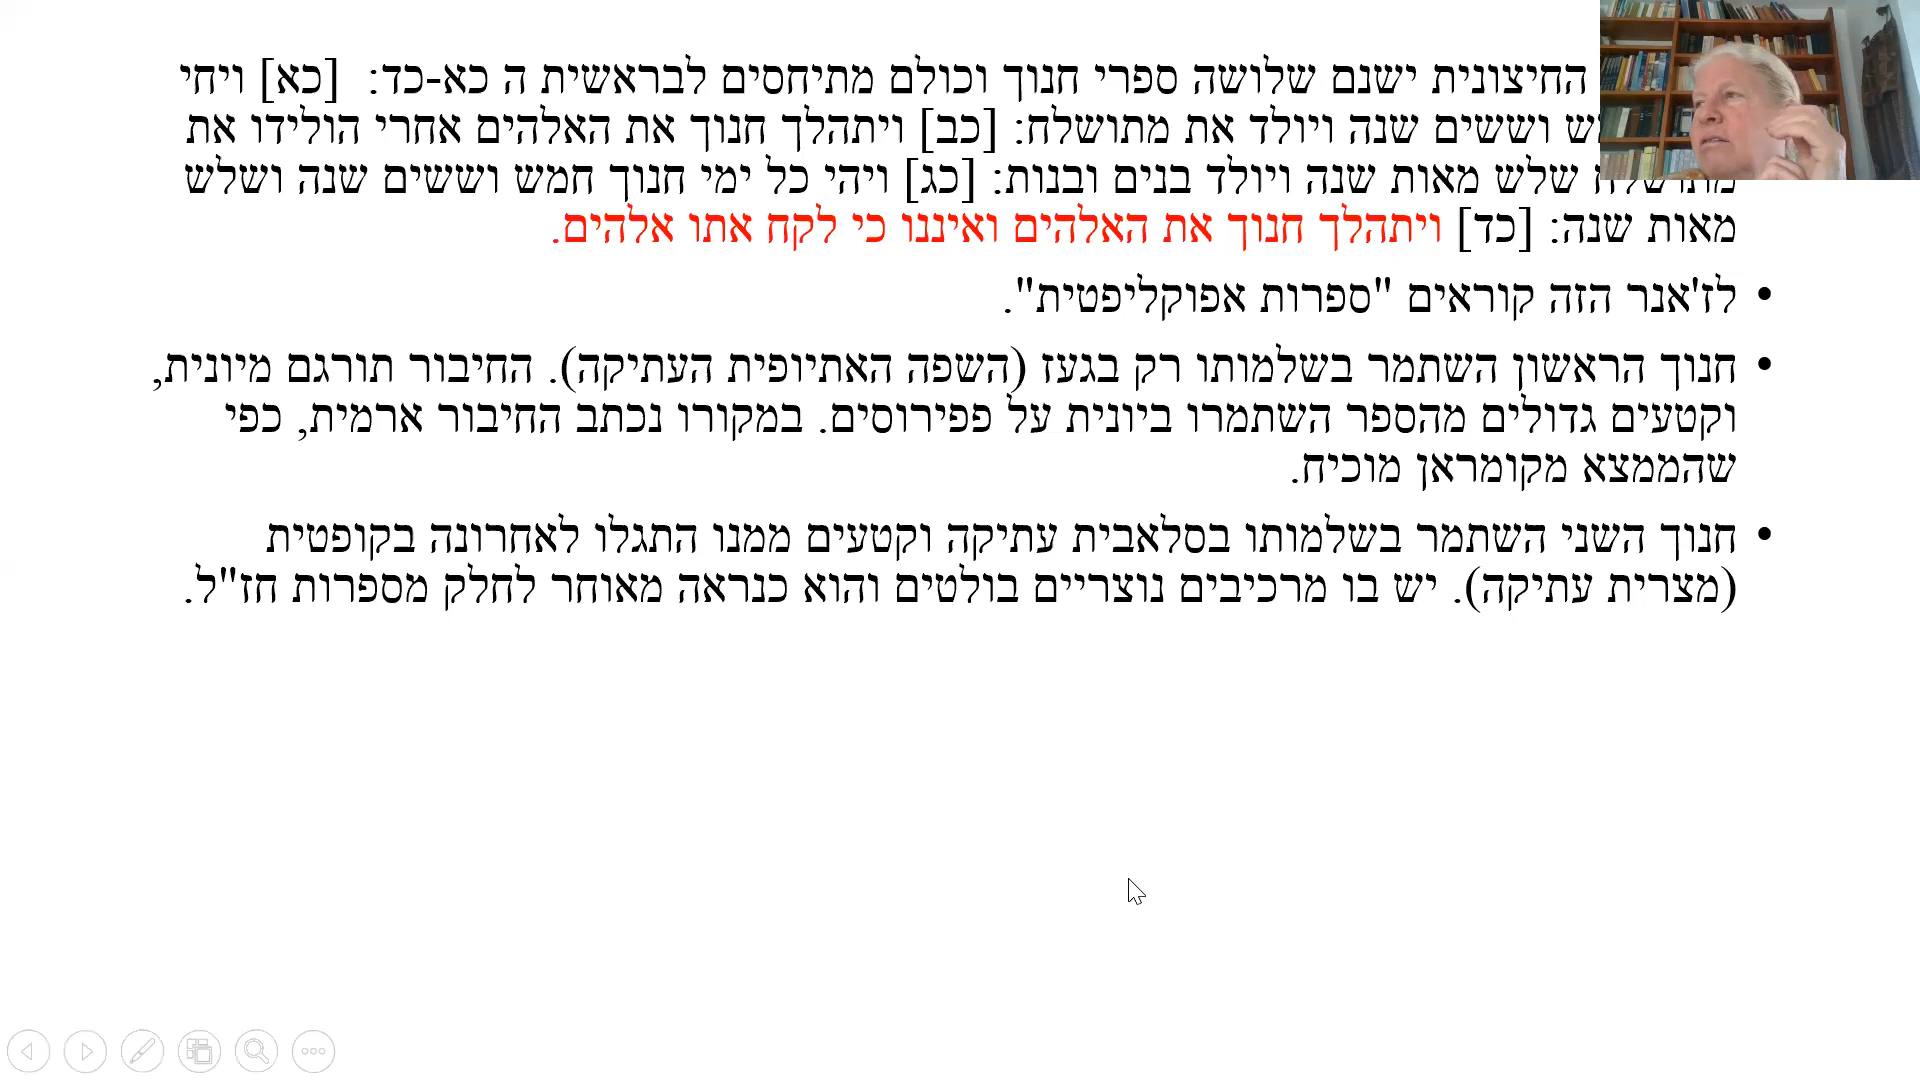 החיצונית ישנם שלושה ספרי חנוך וכולם מתיחסים לבראשית ה כא-כד: [כא] ויחי
וששים שנה ויולד את מתושלח: [כב] ויתהלך חנוך את האלהים אחרי הולידו את
מתושלח שלש מאות שנה ויולד בנים ובנות: [כג] ויהי כל ימי חנוך חמש וששים שנה ושלש
מאות שנה: [כד] ויתהלך חנוך את האלהים ואיננו כי לקח אתו אלהים.
• לז'אנר הזה קוראים "ספרות אפוקליפטית".
• חנוך הראשון השתמר בשלמותו רק בגעז (השפה האתיופית העתיקה). החיבור תורגם מיונית,
וקטעים גדולים מהספר השתמרו ביונית על פפירוסים. במקורו נכתב החיבור ארמית, כפי
שהממצא מקומראן מוכיח.
• חנוך השני השתמר בשלמותו בסלאבית עתיקה וקטעים ממנו התגלו לאחרונה בקופטית
(מצרית עתיקה). יש בו מרכיבים נוצריים בולטים והוא כנראה מאוחר לחלק מספרות חז"ל.